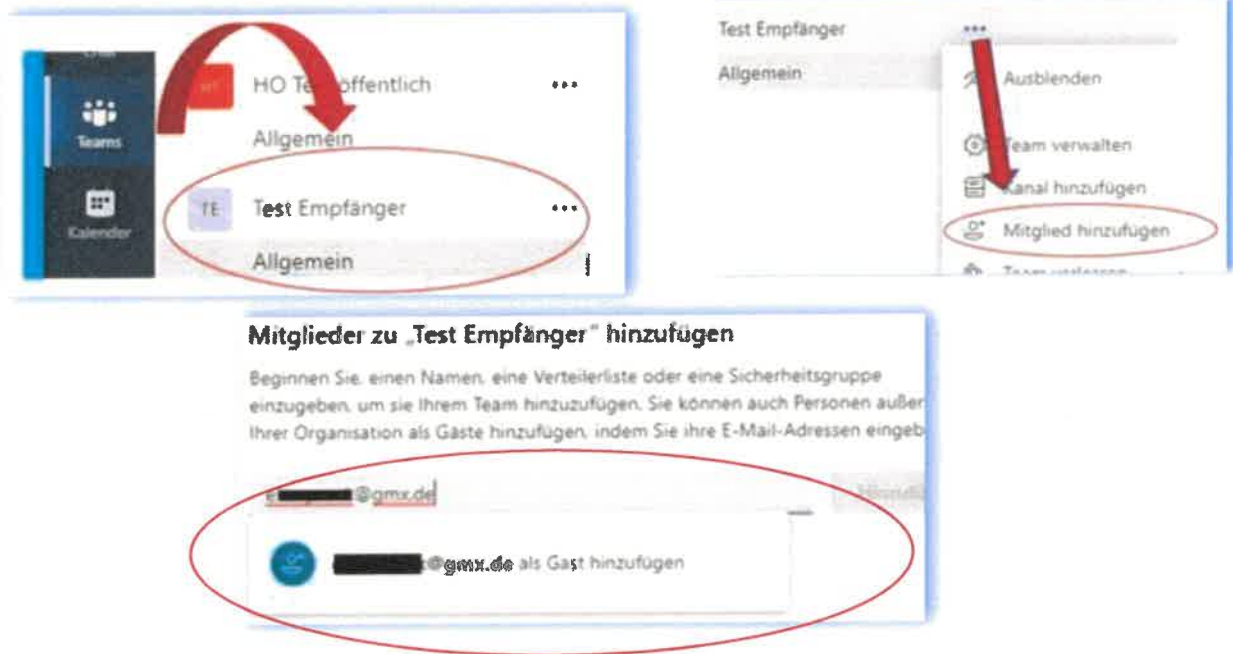 Teams
Kalender
HO Te öffentlich
•••
Allgemein
TE
Test Empfänger
•••
Allgemein
Test Empfänger
•••
Allgemein
Ausblenden
Team verwalten
Kanal hinzufügen
Mitglied hinzufügen
Mitglieder zu „Test Empfänger" hinzufügen
Beginnen Sie, einen Namen, eine Verteilerliste oder eine Sicherheitsgruppe
einzugeben, um sie Ihrem Team hinzuzufügen. Sie können auch Personen außer
Ihrer Organisation als Gäste hinzufügen, indem Sie ihre E-Mail-Adressen eingeb
@gmx.de
@gmx.de als Gast hinzufügen